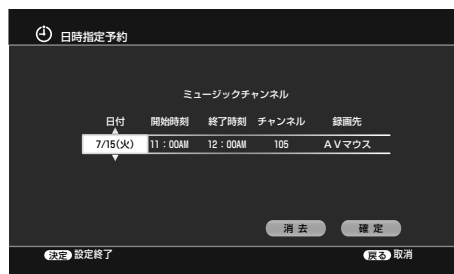 日時指定予約
ミュージックチャンネル
日付 開始時刻 終了時刻 チャンネル 録画先
7/15(火) 11:00AM 12:00AM 105 AVマウス
消去 確定
決定 設定終了 戻る 取消